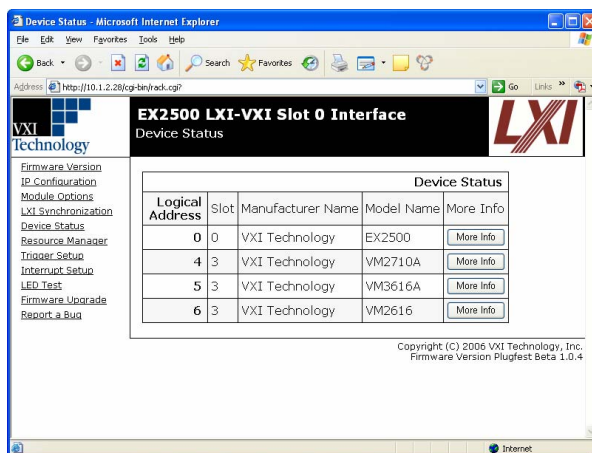 Device Status - Microsoft Internet Explorer
File Edit View Favorites Tools Help
Back Search Favorites
Address http://10.1.2.28/cgi-bin/rack.cgi? Go Links »
VXI Technology
EX2500 LXI-VXI Slot 0 Interface
Device Status
LXI
Firmware Version
IP Configuration
Module Options
LXI Synchronization
Device Status
Resource Manager
Trigger Setup
Interrupt Setup
LED Test
Firmware Upgrade
Report a Bug
Device Status
Logical Address Slot Manufacturer Name Model Name More Info
0 0 VXI Technology EX2500 More Info
4 3 VXI Technology VM2710A More Info
5 3 VXI Technology VM3616A More Info
6 3 VXI Technology VM2616 More Info
Copyright (C) 2006 VXI Technology, Inc.
Firmware Version Plugfest Beta 1.0.4
Internet